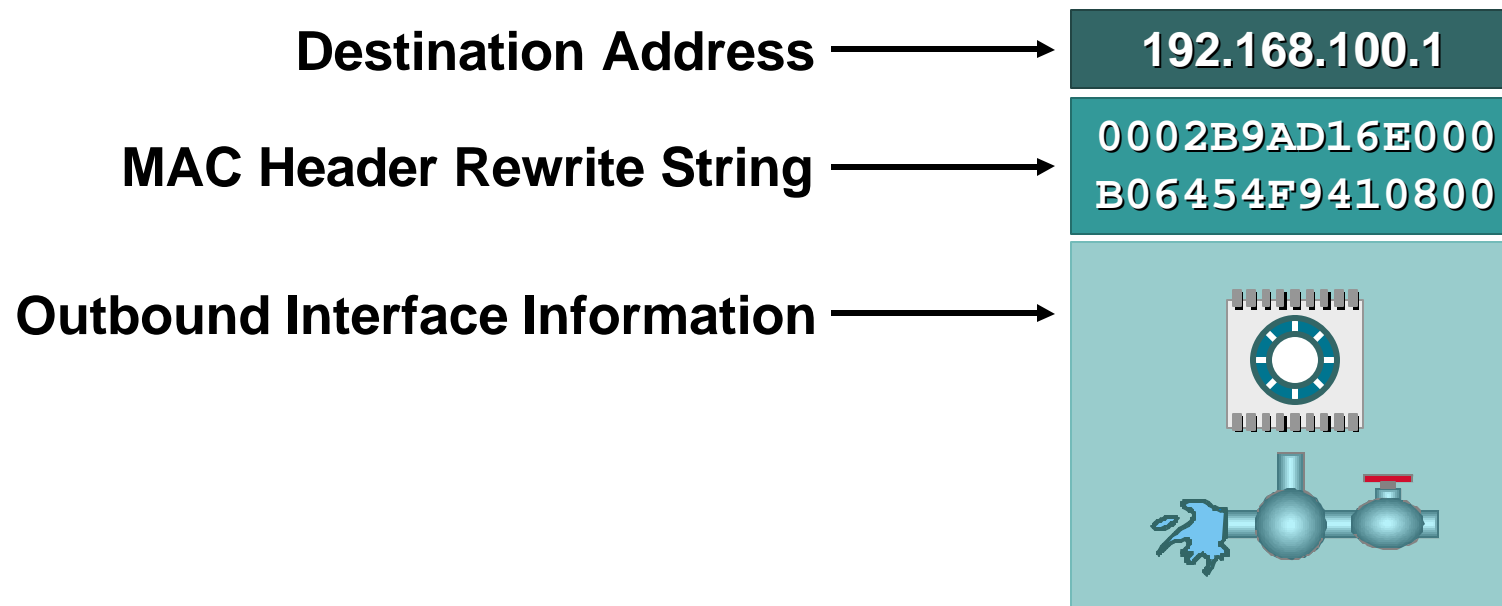 Destination Address
192.168.100.1
MAC Header Rewrite String
0002B9AD16E000
B06454F9410800
Outbound Interface Information